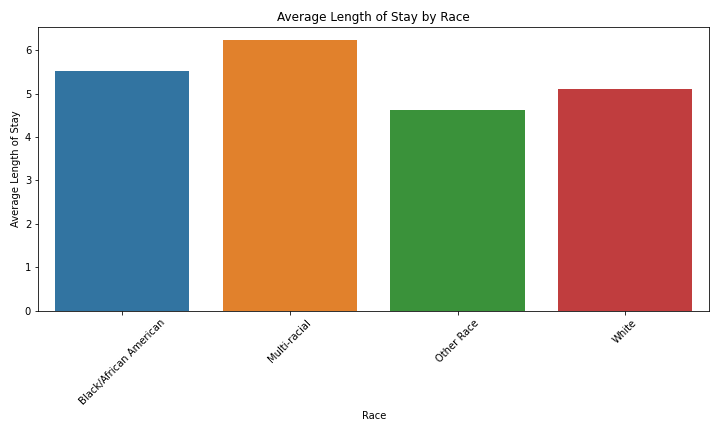 Average Length of Stay by Race
Average Length of Stay
6
5
4
3
2
1
0
Black/African American
Multi-racial
Other Race
White
Race